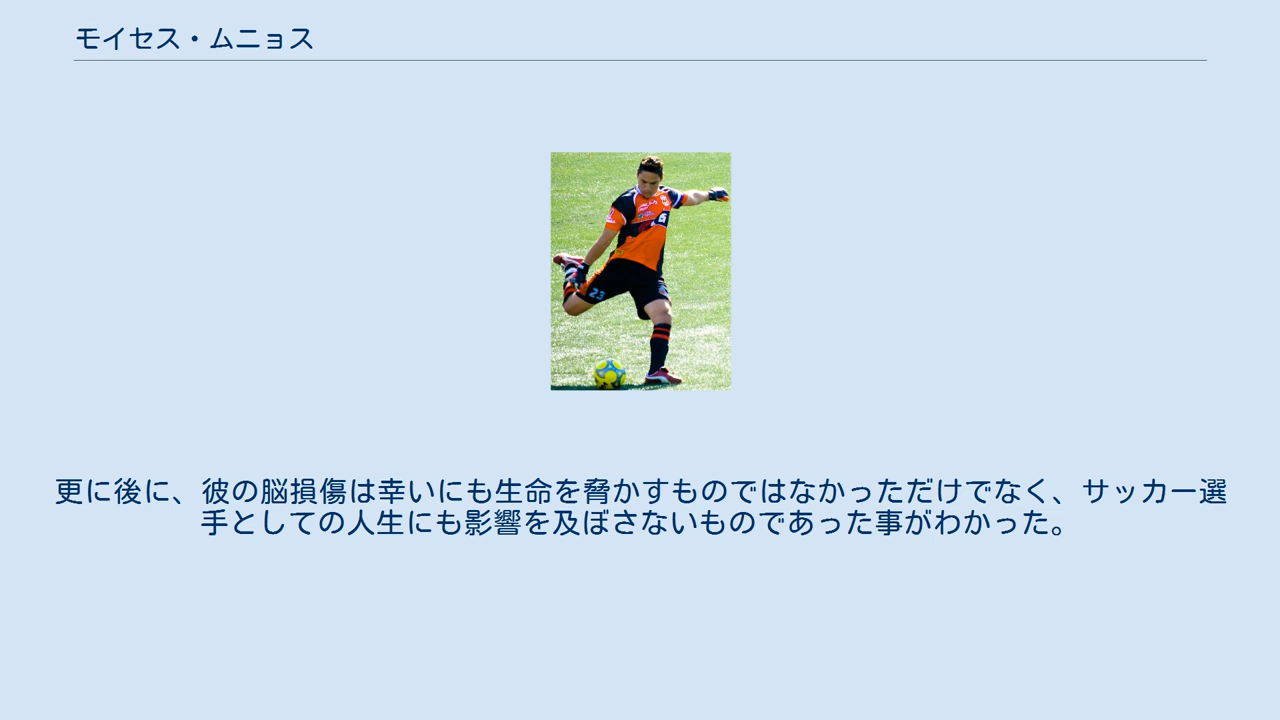 モイセス・ムニョス
23
更に後に、彼の脳損傷は幸いにも生命を脅かすものではなかっただけでなく、サッカー選
手としての人生にも影響を及ぼさないものであった事がわかった。